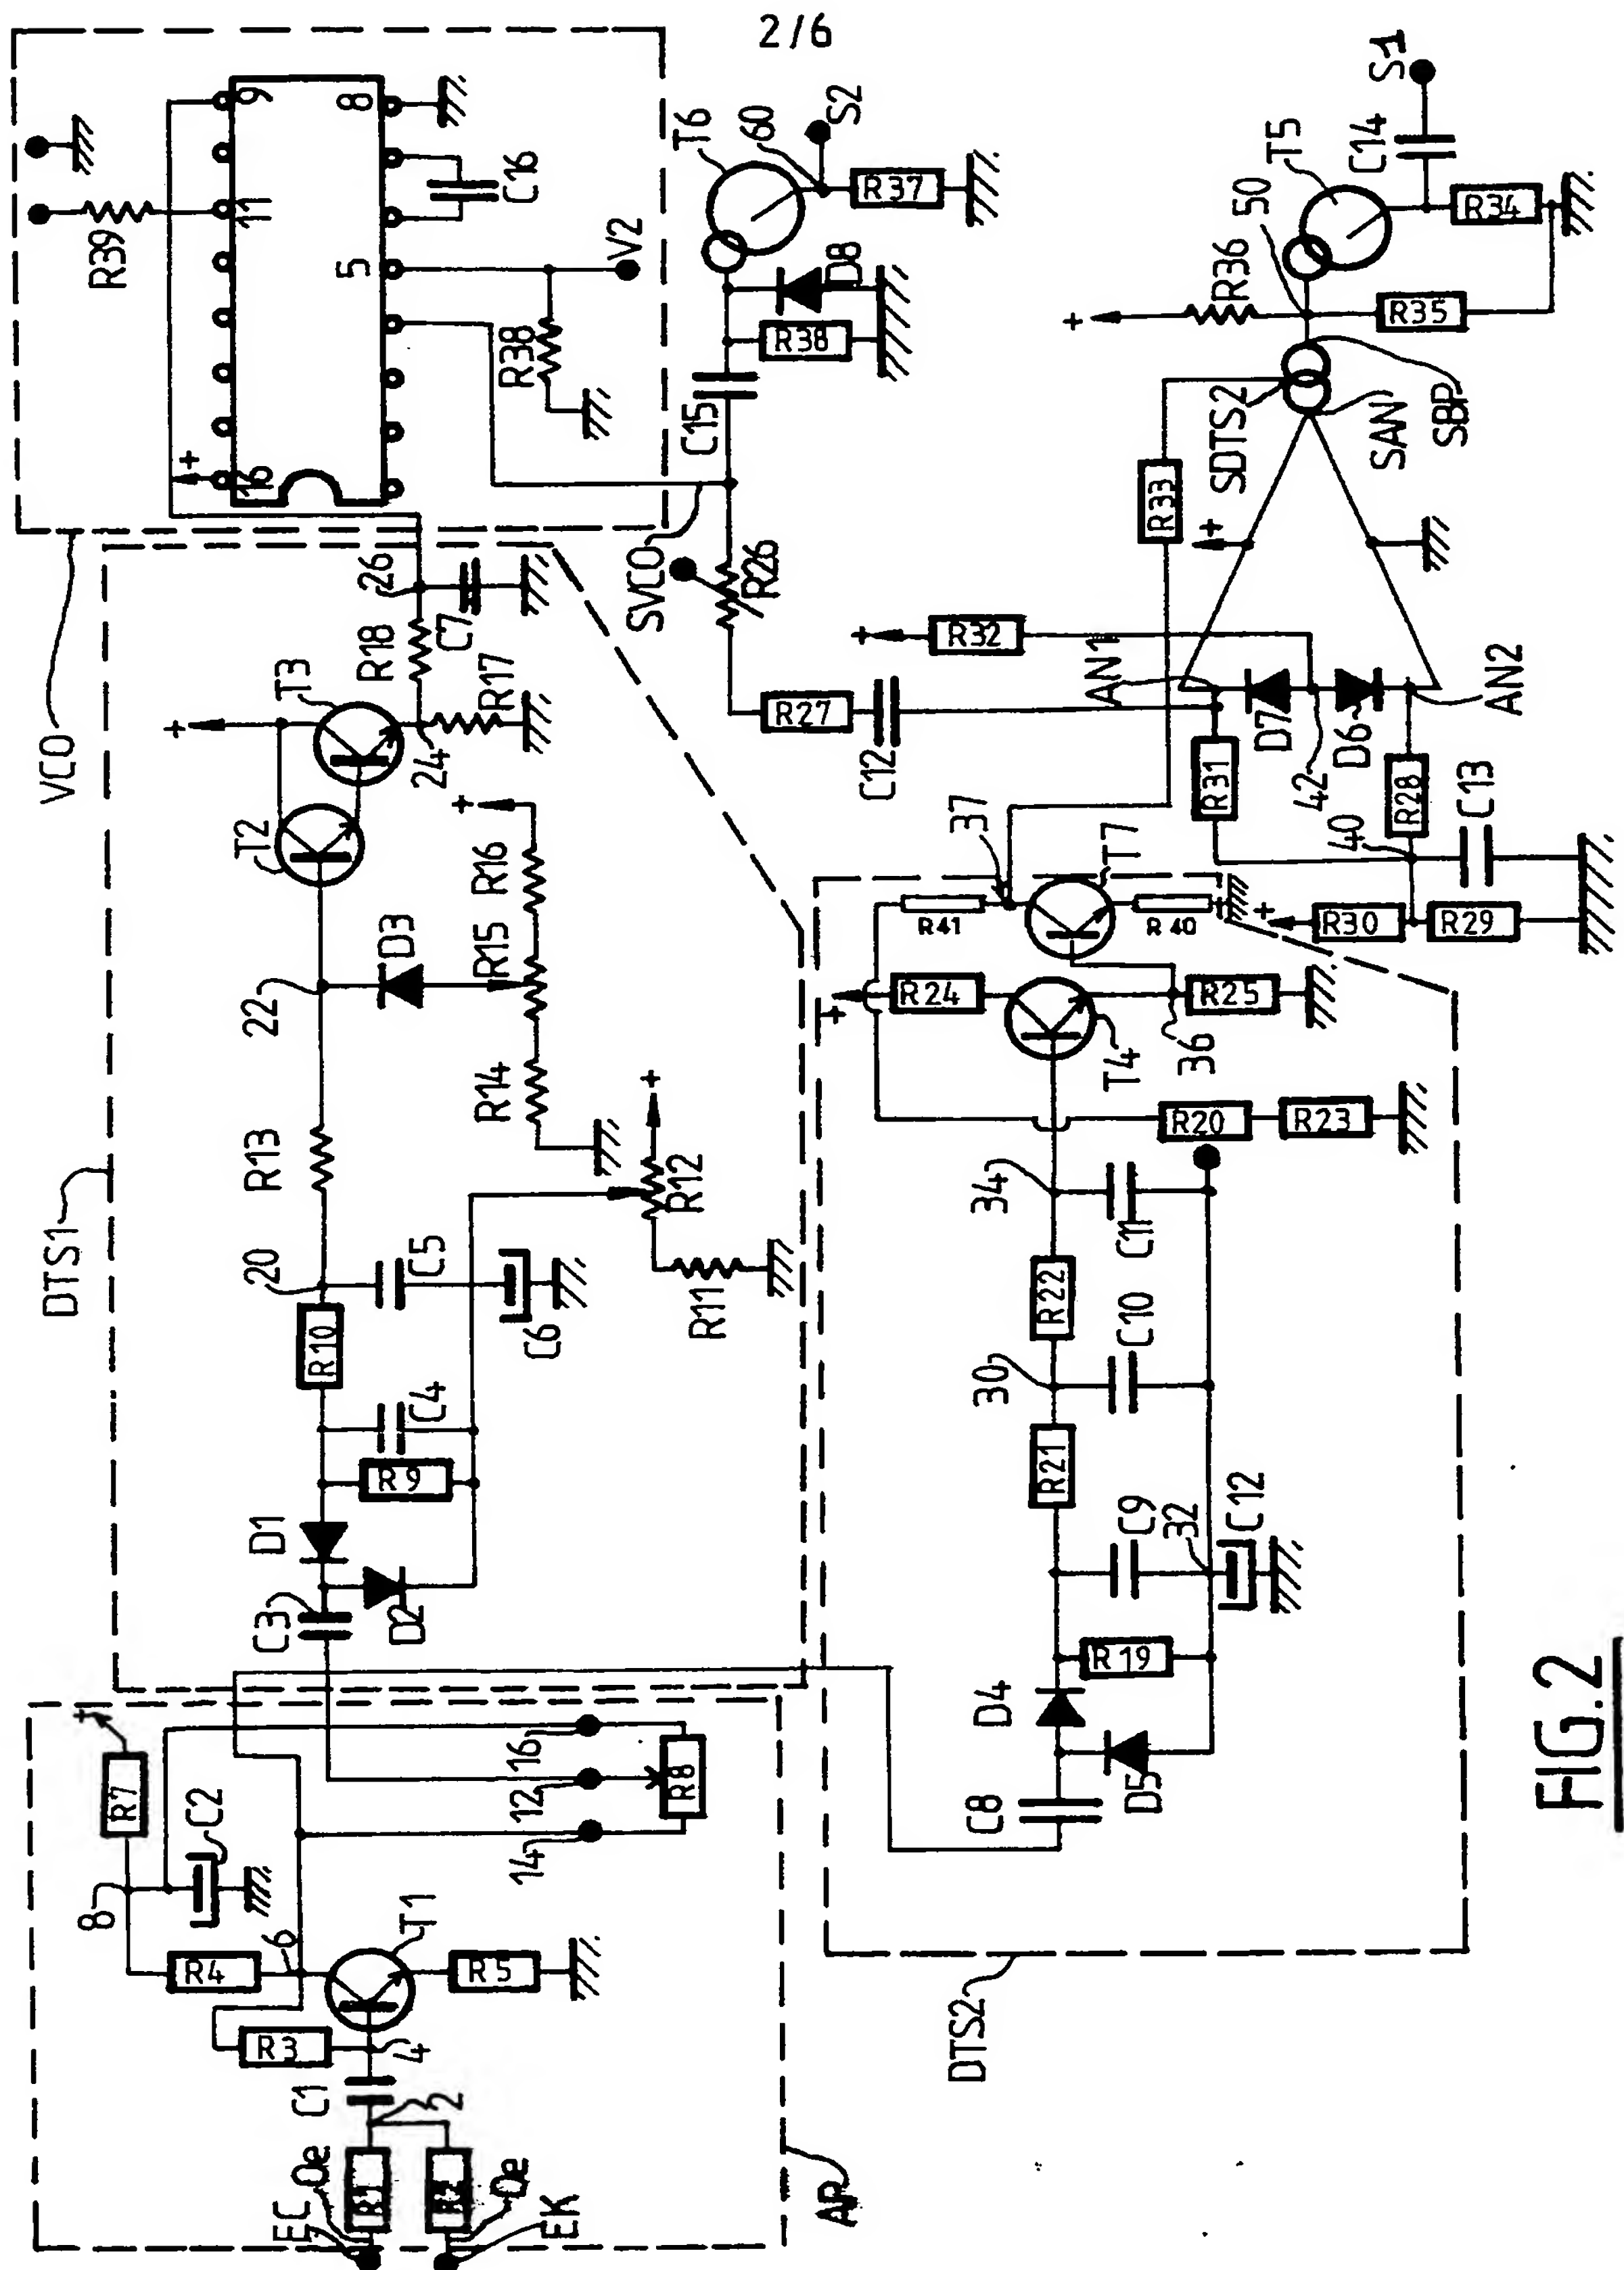 2/6
VCO
R39
9
11
16
+
8
5
C16
V2
R38
T6
60
S2
R37
D8
R38
C15
SVCO
R26
R27
C12
26
C7
R18
T3
+
24
R17
T2
+
R16
R15
R14
D3
22
R13
DTS1
20
R10
C5
C6
R12
+
R11
C4
R9
D1
C3
D2
R7
+
8
C2
R4
6
R3
T1
R5
4
C1
2
Oe
R1
EC
R2
Oe
EK
AP
14
12
16
R8
S1
C14
T5
50
R34
R36
+
R35
SDTS2
SAN
SBP
R33
+
+
R32
AN1
D7
42
D6
AN2
R31
R28
40
C13
37
T7
R41
R40
+
R30
R29
+
R24
T4
36
R25
R20
R23
34
C11
R22
30
C10
R21
C9
32
C12
R19
D4
D5
C8
DTS2
FIG.2